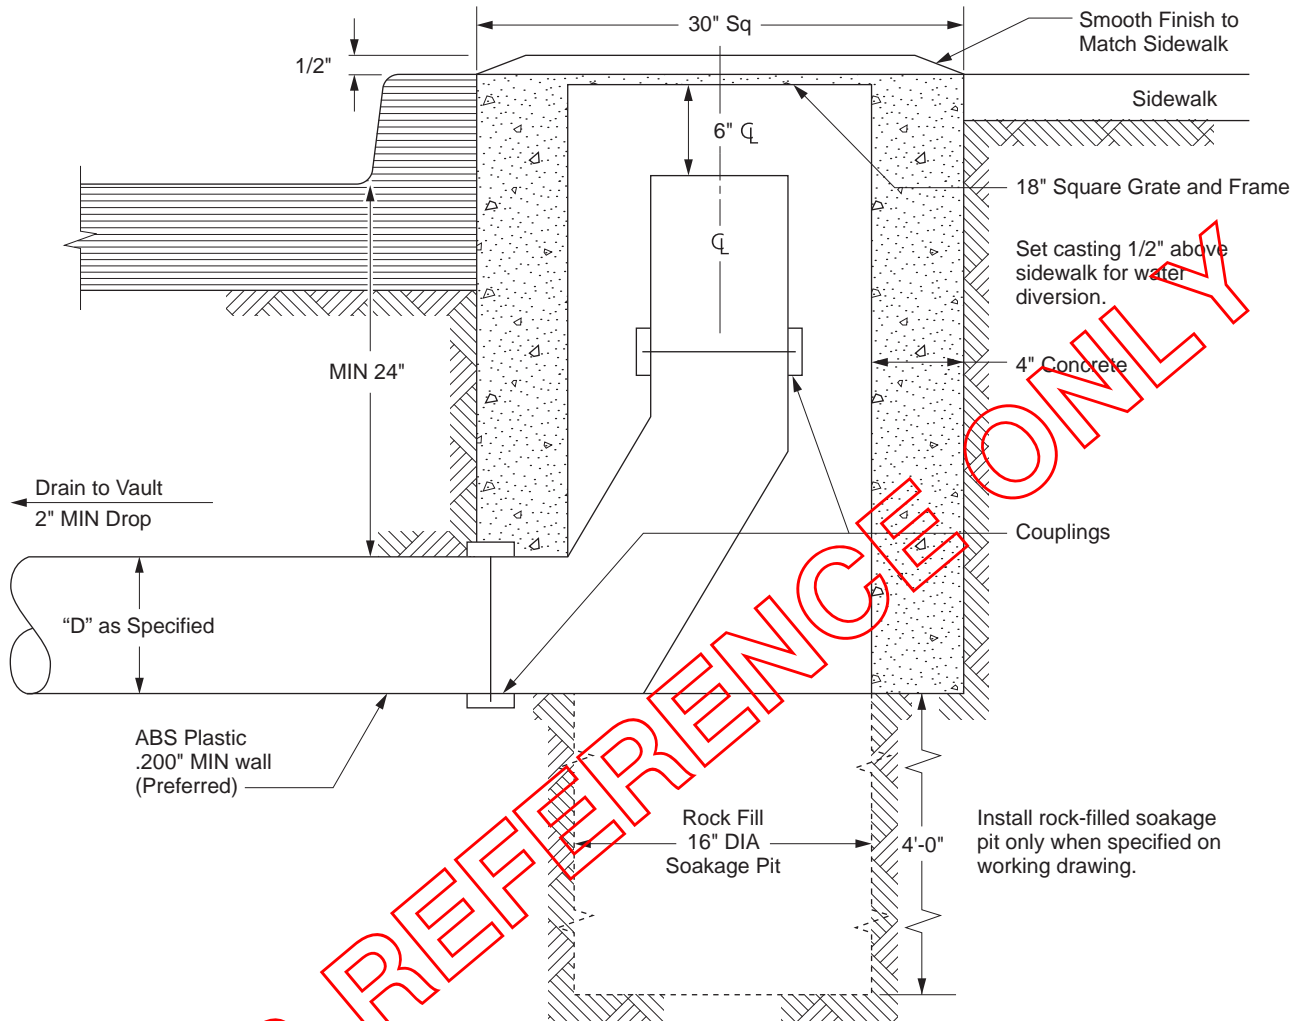 30" Sq
Smooth Finish to
Match Sidewalk
1/2"
Sidewalk
6" ℄
18" Square Grate and Frame
℄
Set casting 1/2" above
sidewalk for water
diversion.
MIN 24"
4" Concrete
Drain to Vault
2" MIN Drop
Couplings
“D” as Specified
ABS Plastic
.200" MIN wall
(Preferred)
Rock Fill
16" DIA
Soakage Pit
4'-0"
Install rock-filled soakage
pit only when specified on
working drawing.
REFERENCE ONLY